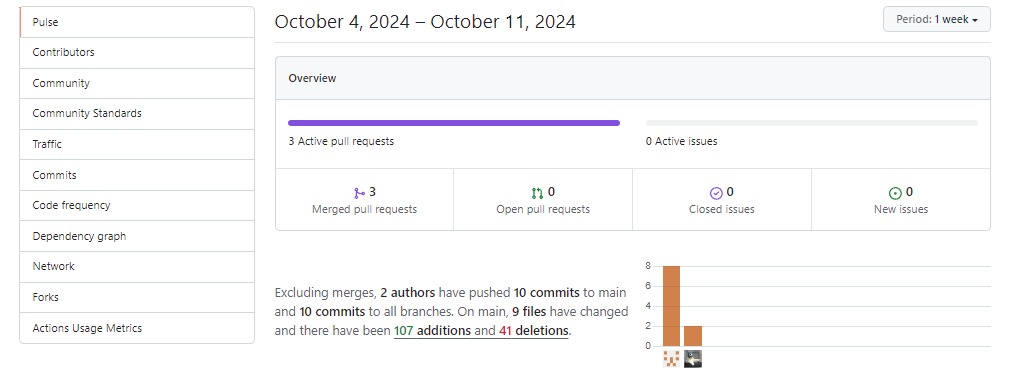 Pulse
Contributors
Community
Community Standards
Traffic
Commits
Code frequency
Dependency graph
Network
Forks
Actions Usage Metrics
October 4, 2024 – October 11, 2024
Period: 1 week
Overview
3 Active pull requests
0 Active issues
3
Merged pull requests
0
Open pull requests
0
Closed issues
0
New issues
Excluding merges, 2 authors have pushed 10 commits to main
and 10 commits to all branches. On main, 9 files have changed
and there have been 107 additions and 41 deletions.
8
6
4
2
0